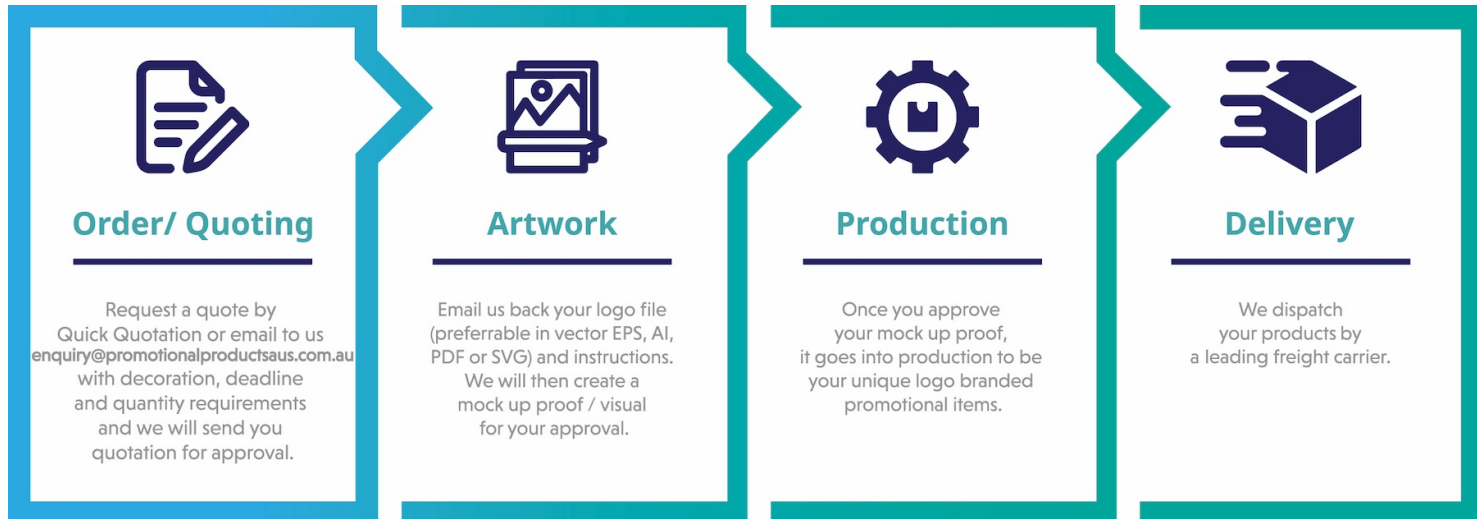 Order/ Quoting
Request a quote by
Quick Quotation or email to us
enquiry@promotionalproductsaus.com.au
with decoration, deadline
and quantity requirements
and we will send you
quotation for approval.
Artwork
Email us back your logo file
(preferrable in vector EPS, AI,
PDF or SVG) and instructions.
We will then create a
mock up proof / visual
for your approval.
Production
Once you approve
your mock up proof,
it goes into production to be
your unique logo branded
promotional items.
Delivery
We dispatch
your products by
a leading freight carrier.